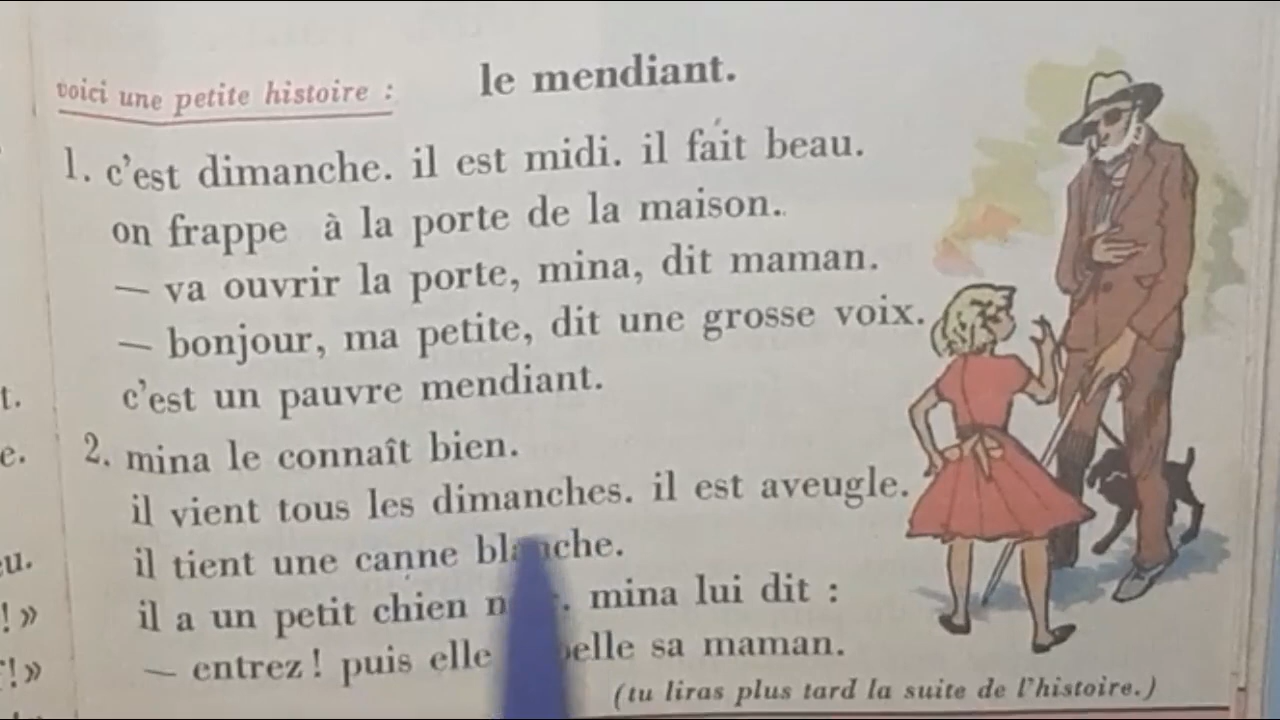 voici une petite histoire :
le mendiant.
1. c'est dimanche. il est midi. il fait beau.
on frappe à la porte de la maison.
— va ouvrir la porte, mina, dit maman.
— bonjour, ma petite, dit une grosse voix.
c'est un pauvre mendiant.
2. mina le connaît bien.
il vient tous les dimanches. il est aveugle.
il tient une canne blanche.
il a un petit chien mina lui dit :
— entrez ! puis elle sa maman.
(tu liras plus tard la suite de l'histoire.)
t.
e.
u.
! »
! »